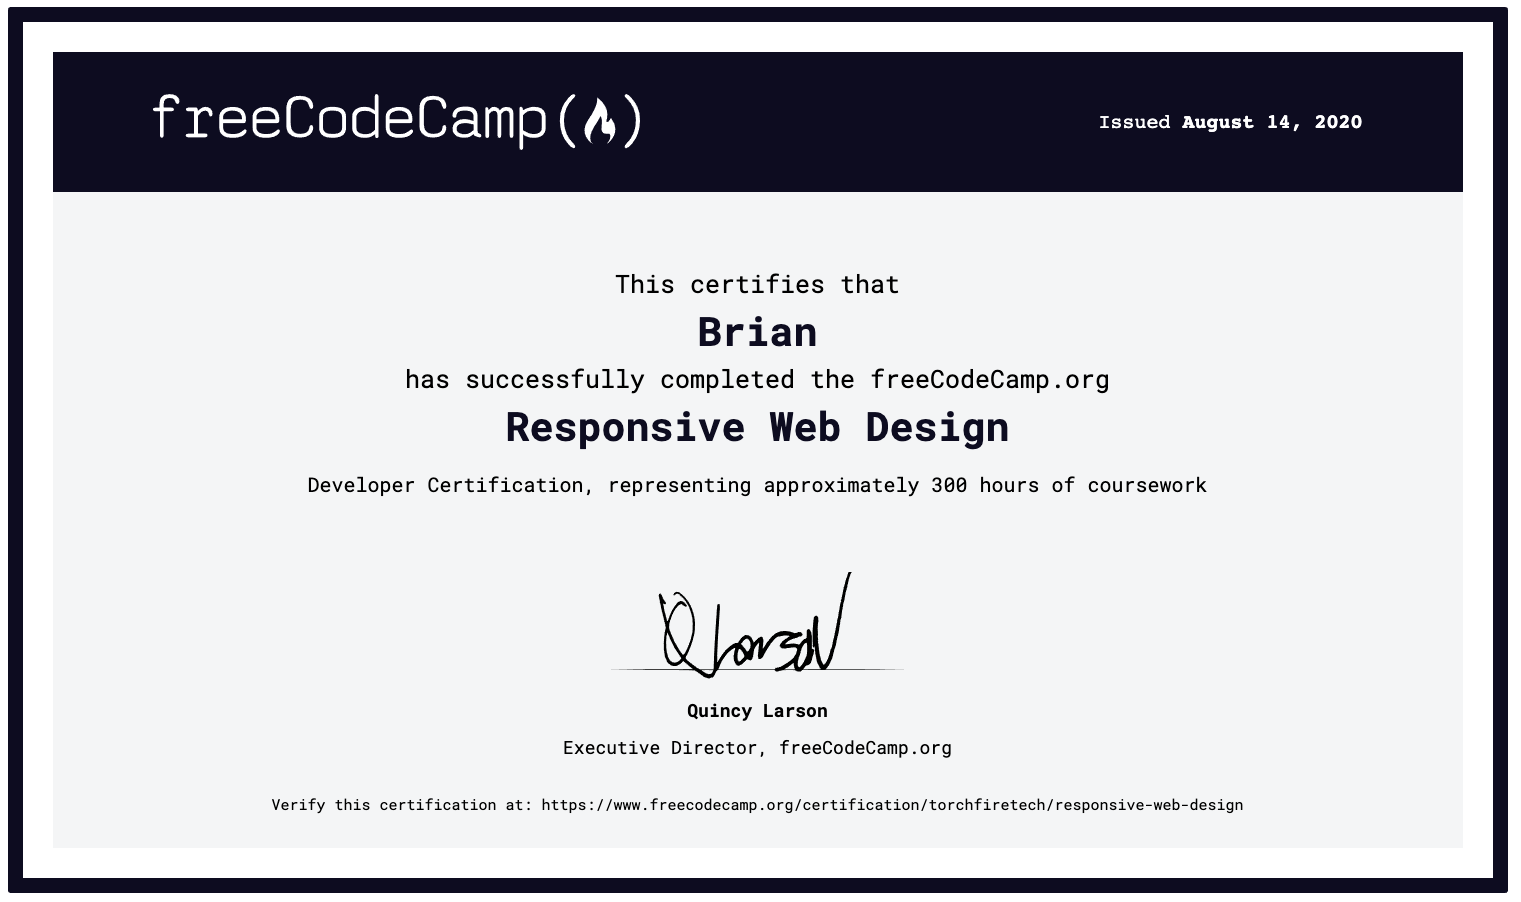 freeCodeCamp(🔥)
Issued August 14, 2020
This certifies that
Brian
has successfully completed the freeCodeCamp.org
Responsive Web Design
Developer Certification, representing approximately 300 hours of coursework
Q Larson
Quincy Larson
Executive Director, freeCodeCamp.org
Verify this certification at: https://www.freecodecamp.org/certification/torchfiretech/responsive-web-design